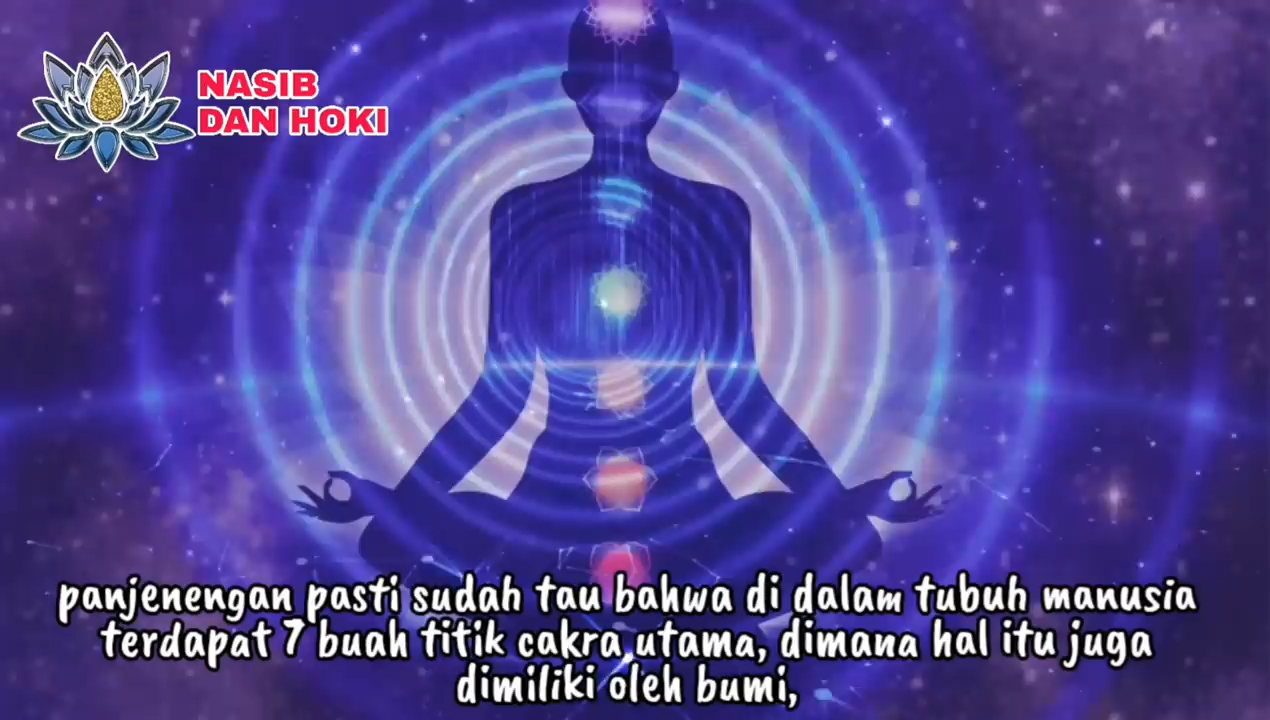 NASIB
DAN HOKI
panjenengan pasti sudah tau bahwa di dalam tubuh manusia
terdapat 7 buah titik cakra utama, dimana hal itu juga
dimiliki oleh bumi,